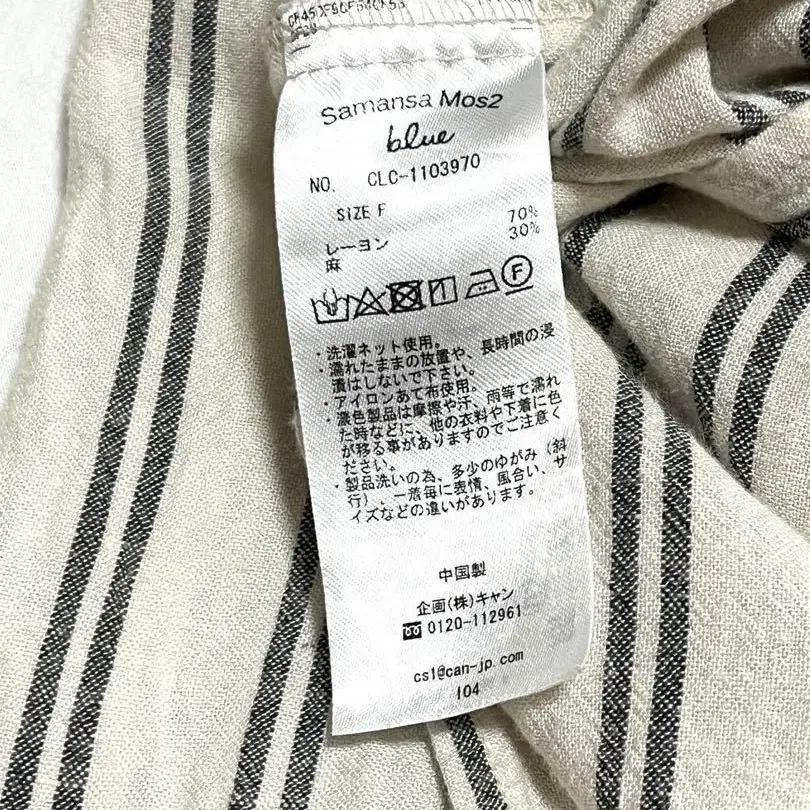 Samansa Mos2
blue
NO. CLC-1103970
SIZE F
レーヨン 70%
麻 30%
F
・洗濯ネット使用。
・濡れたままの放置や、長時間の浸
漬はしないで下さい。
・アイロンあて布使用。
・濃色製品は摩擦や汗、雨等で濡れ
た時などに、他の衣料や下着に色
が移る事がありますのでご注意く
ださい。
・製品洗いの為、多少のゆがみ（斜
行）、一着毎に表情、風合い、サ
イズなどの違いがあります。
中国製
企画(株)キャン
0120-112961
cs1@can-jp.com
104